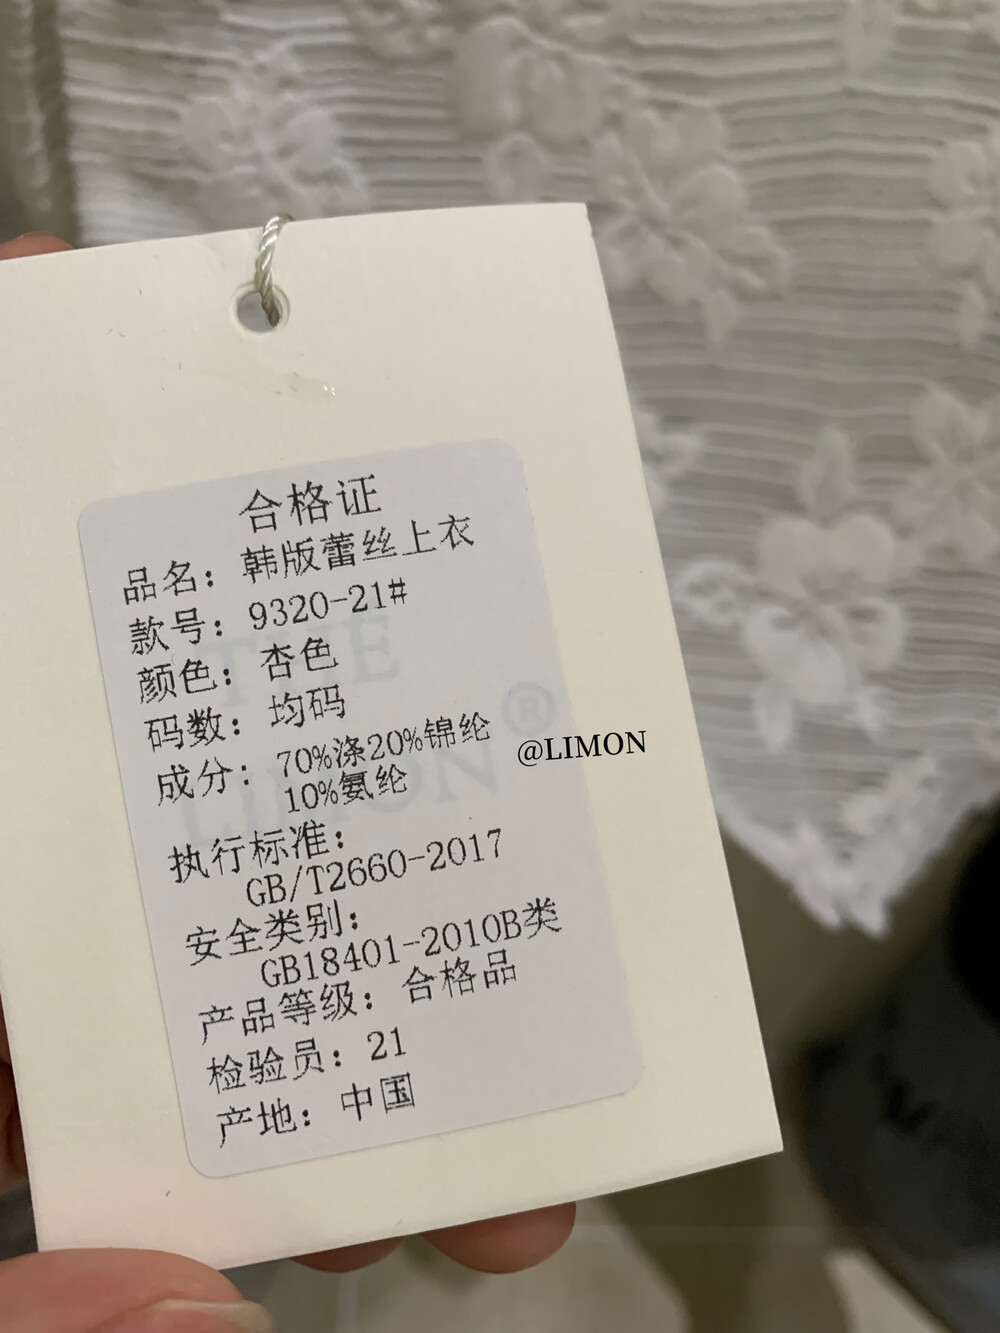 合格证
品名：韩版蕾丝上衣
款号：9320-21#
颜色：杏色
码数：均码
成分：70%涤20%锦纶
10%氨纶
@LIMON
执行标准：
GB/T2660-2017
安全类别：
GB18401-2010B类
产品等级：合格品
检验员：21
产地：中国
THE
LIMON®